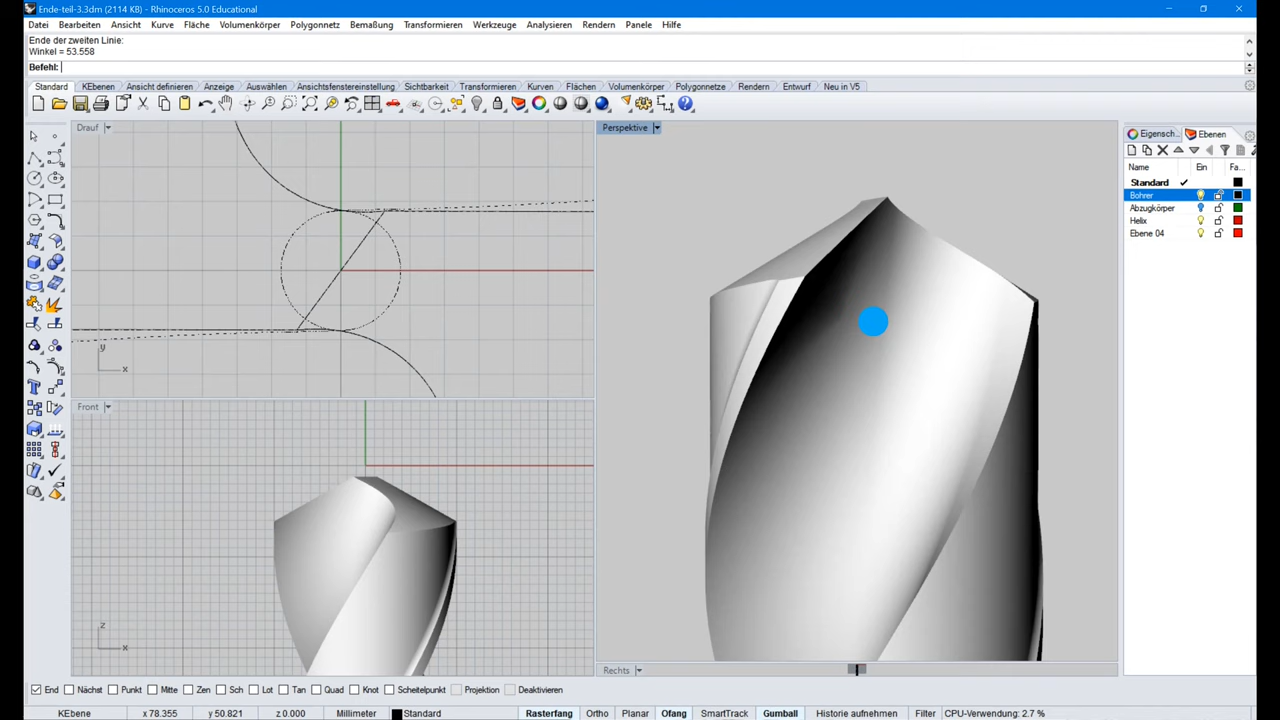 Ende-teil-3.3dm (2114 KB) - Rhinoceros 5.0 Educational
Datei Bearbeiten Ansicht Kurve Fläche Volumenkörper Polygonnetz Bemaßung Transformieren Werkzeuge Analysieren Rendern Panele Hilfe
Ende der zweiten Linie:
Winkel = 53.558
Befehl:
Standard KEbenen Ansicht definieren Anzeige Auswählen Ansichtsfenstereinstellung Sichtbarkeit Transformieren Kurven Flächen Volumenkörper Polygonnetze Rendern Entwurf Neu in V5
Drauf
Perspektive
Eigensch... Ebenen
Name Ein Fa...
Standard
Bohrer
Abzugkörper
Helix
Ebene 04
y
x
Front
z
x
Rechts
End Nächst Punkt Mitte Zen Sch Lot Tan Quad Knot Scheitelpunkt Projektion Deaktivieren
KEbene x 78.355 y 50.821 z 0.000 Millimeter Standard Rasterfang Ortho Planar Ofang SmartTrack Gumball Historie aufnehmen Filter CPU-Verwendung: 2.7 %